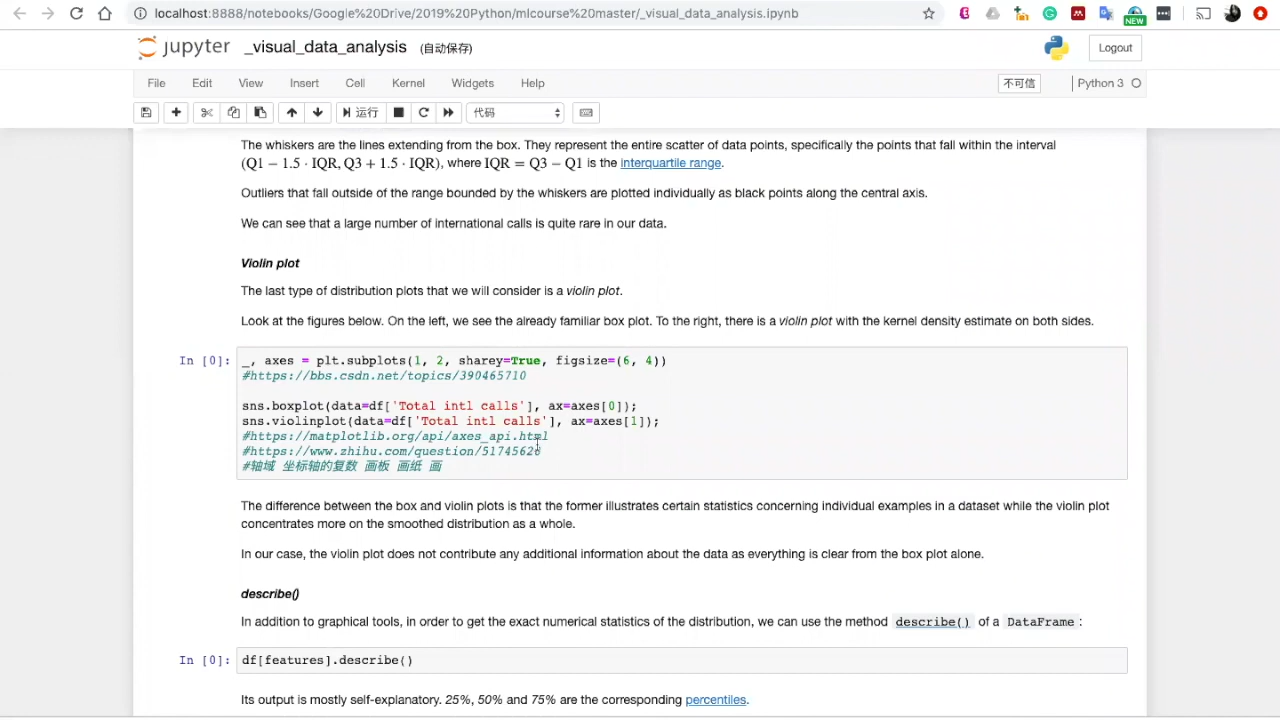 localhost:8888/notebooks/Google%20Drive/2020%20Python/mlcourse%20master/_visual_data_analysis.ipynb
NEW
jupyter _visual_data_analysis (自动保存)
Logout
File Edit View Insert Cell Kernel Widgets Help
不可信 Python 3
运行 代码
The whiskers are the lines extending from the box. They represent the entire scatter of data points, specifically the points that fall within the interval
(Q1 − 1.5 · IQR, Q3 + 1.5 · IQR), where IQR = Q3 − Q1 is the interquartile range.
Outliers that fall outside of the range bounded by the whiskers are plotted individually as black points along the central axis.
We can see that a large number of international calls is quite rare in our data.
Violin plot
The last type of distribution plots that we will consider is a violin plot.
Look at the figures below. On the left, we see the already familiar box plot. To the right, there is a violin plot with the kernel density estimate on both sides.
In [0]: _, axes = plt.subplots(1, 2, sharey=True, figsize=(6, 4))
#https://bbs.csdn.net/topics/390465710
sns.boxplot(data=df['Total intl calls'], ax=axes[0]);
sns.violinplot(data=df['Total intl calls'], ax=axes[1]);
#https://matplotlib.org/api/axes_api.html
#https://www.zhihu.com/question/51745620
#轴域 坐标轴的复数 画板 画纸 画
The difference between the box and violin plots is that the former illustrates certain statistics concerning individual examples in a dataset while the violin plot
concentrates more on the smoothed distribution as a whole.
In our case, the violin plot does not contribute any additional information about the data as everything is clear from the box plot alone.
describe()
In addition to graphical tools, in order to get the exact numerical statistics of the distribution, we can use the method describe() of a DataFrame :
In [0]: df[features].describe()
Its output is mostly self-explanatory. 25%, 50% and 75% are the corresponding percentiles.